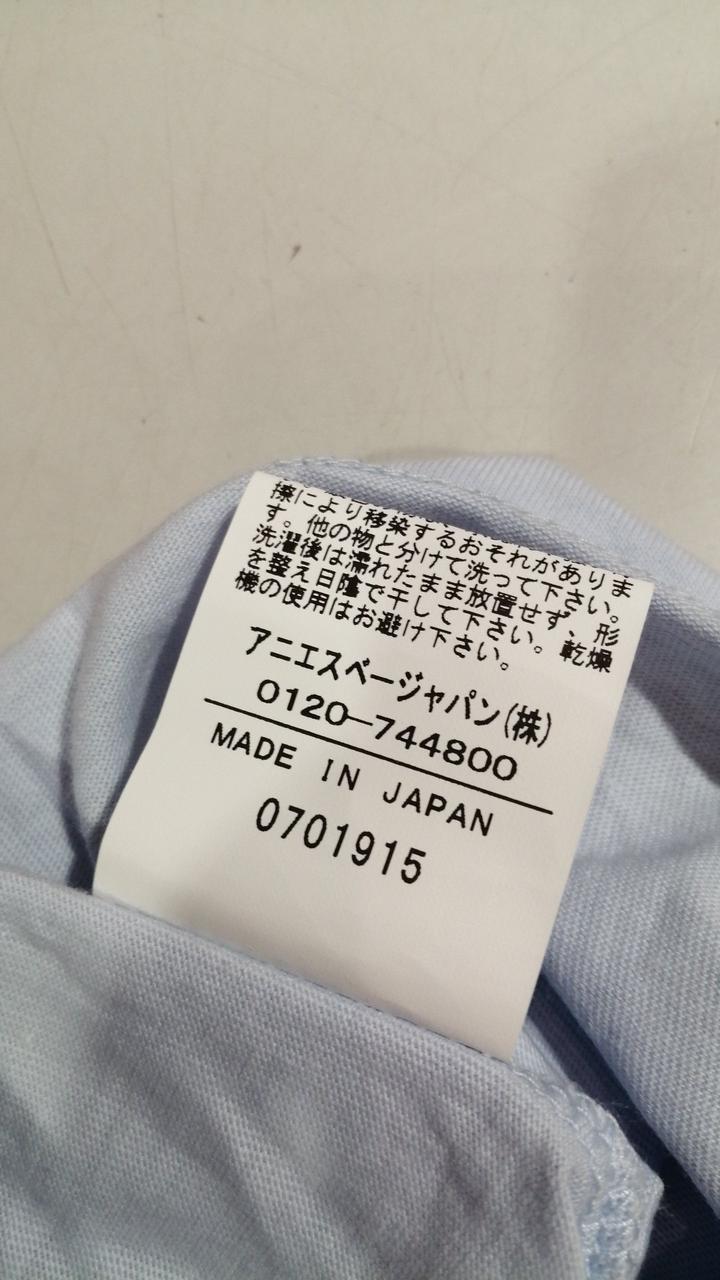 擦により移染するおそれがありま
す。他の物と分けて洗って下さい。
洗濯後は濡れたまま放置せず、形
を整え日陰で干して下さい。乾燥
機の使用はお避け下さい。
アニエスベージャパン(株)
0120-744800
MADE IN JAPAN
0701915